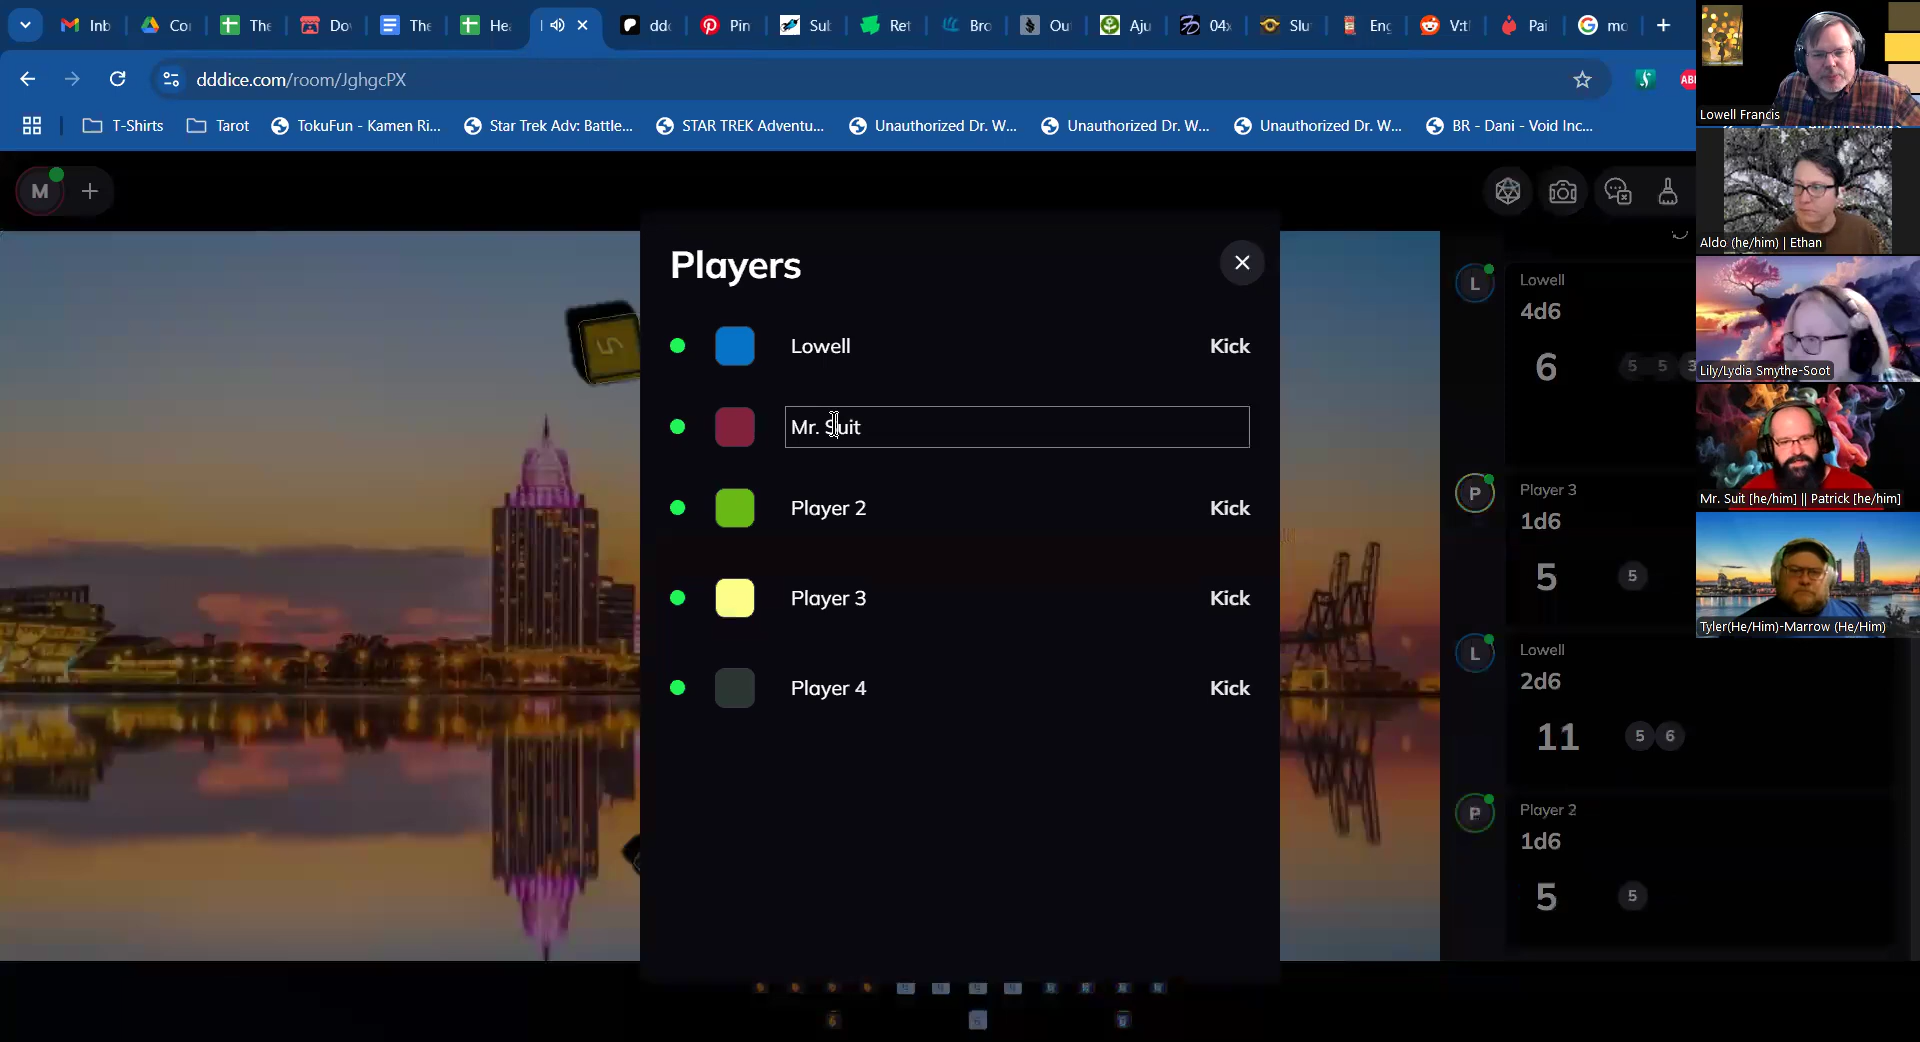 Inb
Co
The
Do
The
He
ddc
Pin
Sub
Ret
Bro
Ou
Aju
04x
Slu
Eng
V:t
Pai
mo
dddice.com/room/JghgcPX
T-Shirts
Tarot
TokuFun - Kamen Ri...
Star Trek Adv: Battle...
STAR TREK Adventu...
Unauthorized Dr. W...
Unauthorized Dr. W...
Unauthorized Dr. W...
BR - Dani - Void Inc...
M
Players
Lowell
Kick
Mr. Suit
Player 2
Kick
Player 3
Kick
Player 4
Kick
L
Lowell
4d6
6
5 5 3
P
Player 3
1d6
5
5
L
Lowell
2d6
11
5 6
P
Player 2
1d6
5
5
Lowell Francis
Aldo (he/him) | Ethan
Lily/Lydia Smythe-Soot
Mr. Suit [he/him] || Patrick [he/him]
Tyler(He/Him)-Marrow (He/Him)